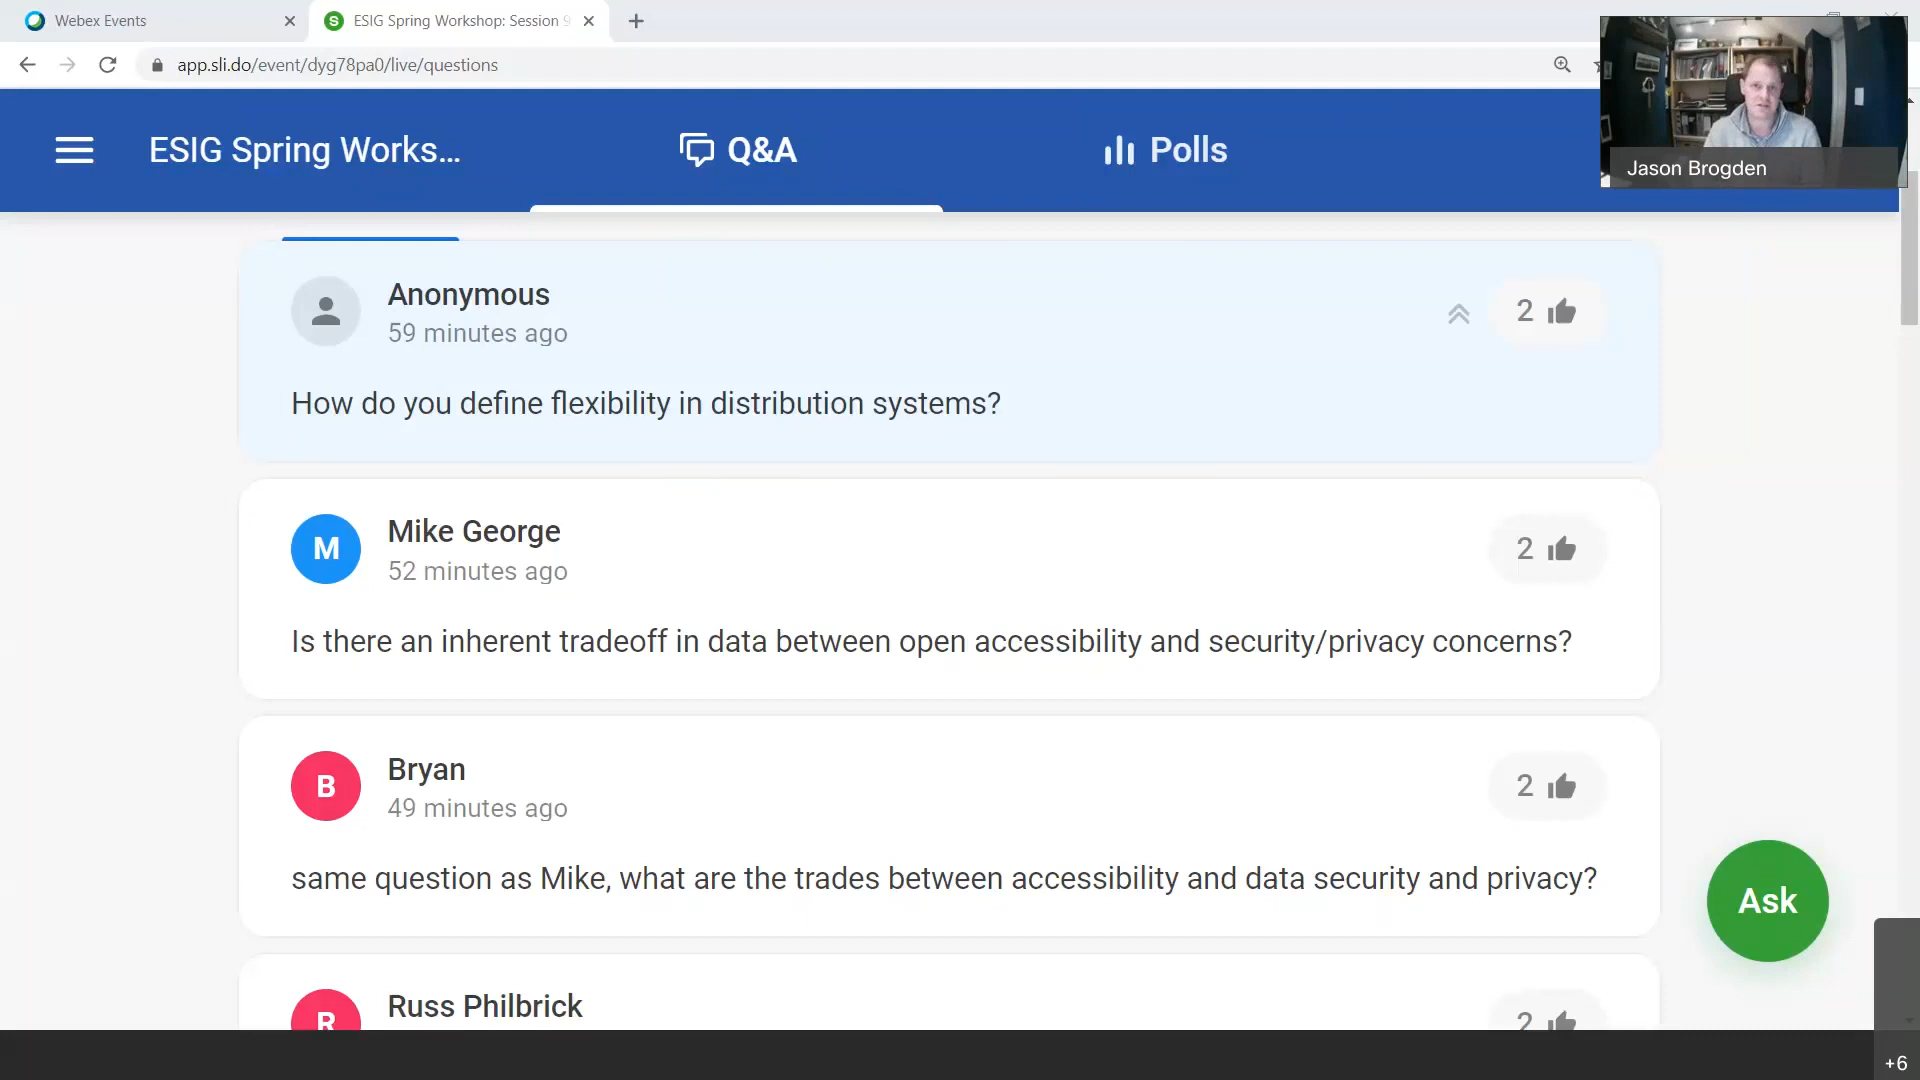 Webex Events
S ESIG Spring Workshop: Session 9
app.sli.do/event/dyg78pa0/live/questions
ESIG Spring Works...
Q&A
Polls
Jason Brogden
Anonymous
59 minutes ago
2
How do you define flexibility in distribution systems?
M
Mike George
52 minutes ago
2
Is there an inherent tradeoff in data between open accessibility and security/privacy concerns?
B
Bryan
49 minutes ago
2
same question as Mike, what are the trades between accessibility and data security and privacy?
Ask
R
Russ Philbrick
2
+6